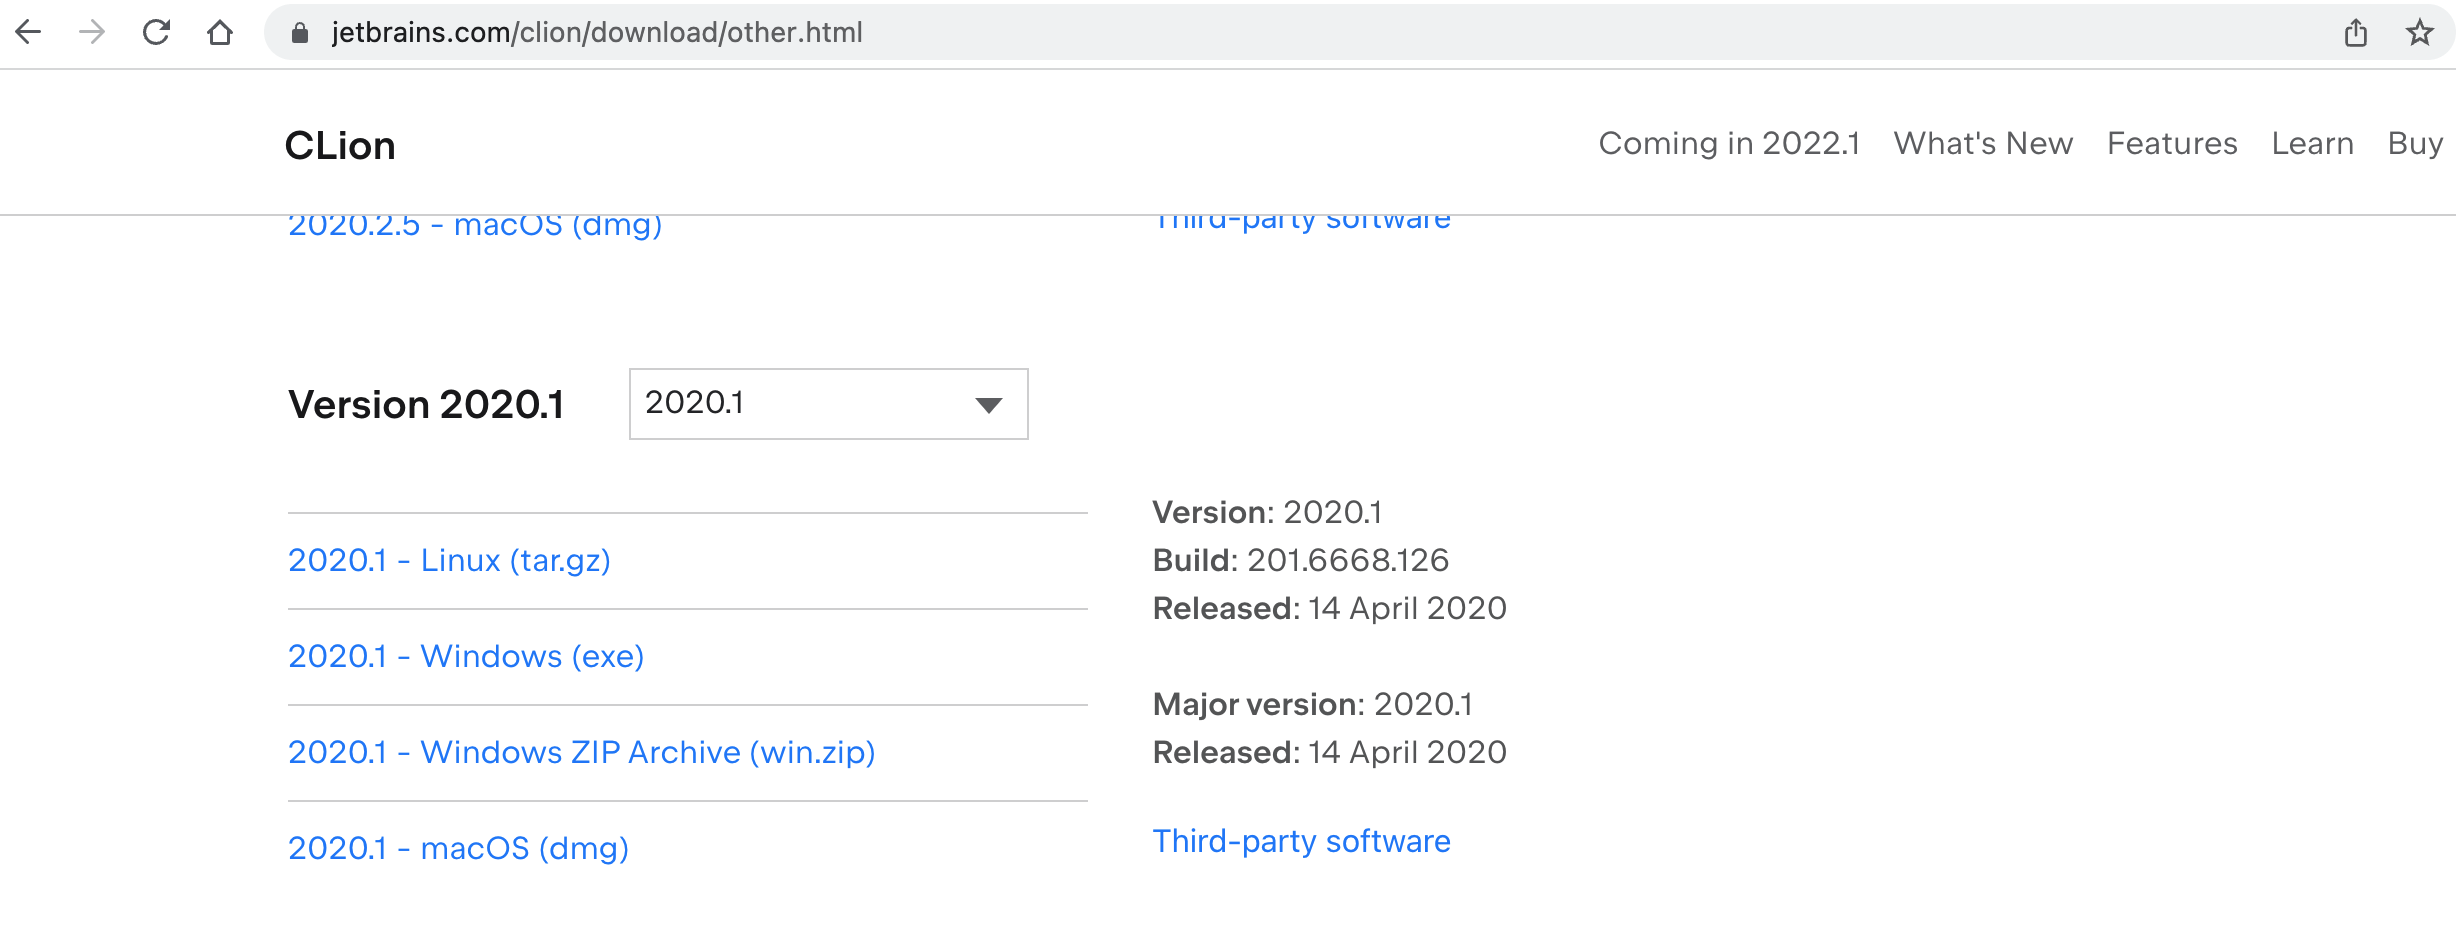 jetbrains.com/clion/download/other.html
CLion
Coming in 2022.1 What's New Features Learn Buy
2020.2.5 - macOS (dmg)
Third-party software
Version 2020.1
2020.1
2020.1 - Linux (tar.gz)
2020.1 - Windows (exe)
2020.1 - Windows ZIP Archive (win.zip)
2020.1 - macOS (dmg)
Version: 2020.1
Build: 201.6668.126
Released: 14 April 2020
Major version: 2020.1
Released: 14 April 2020
Third-party software